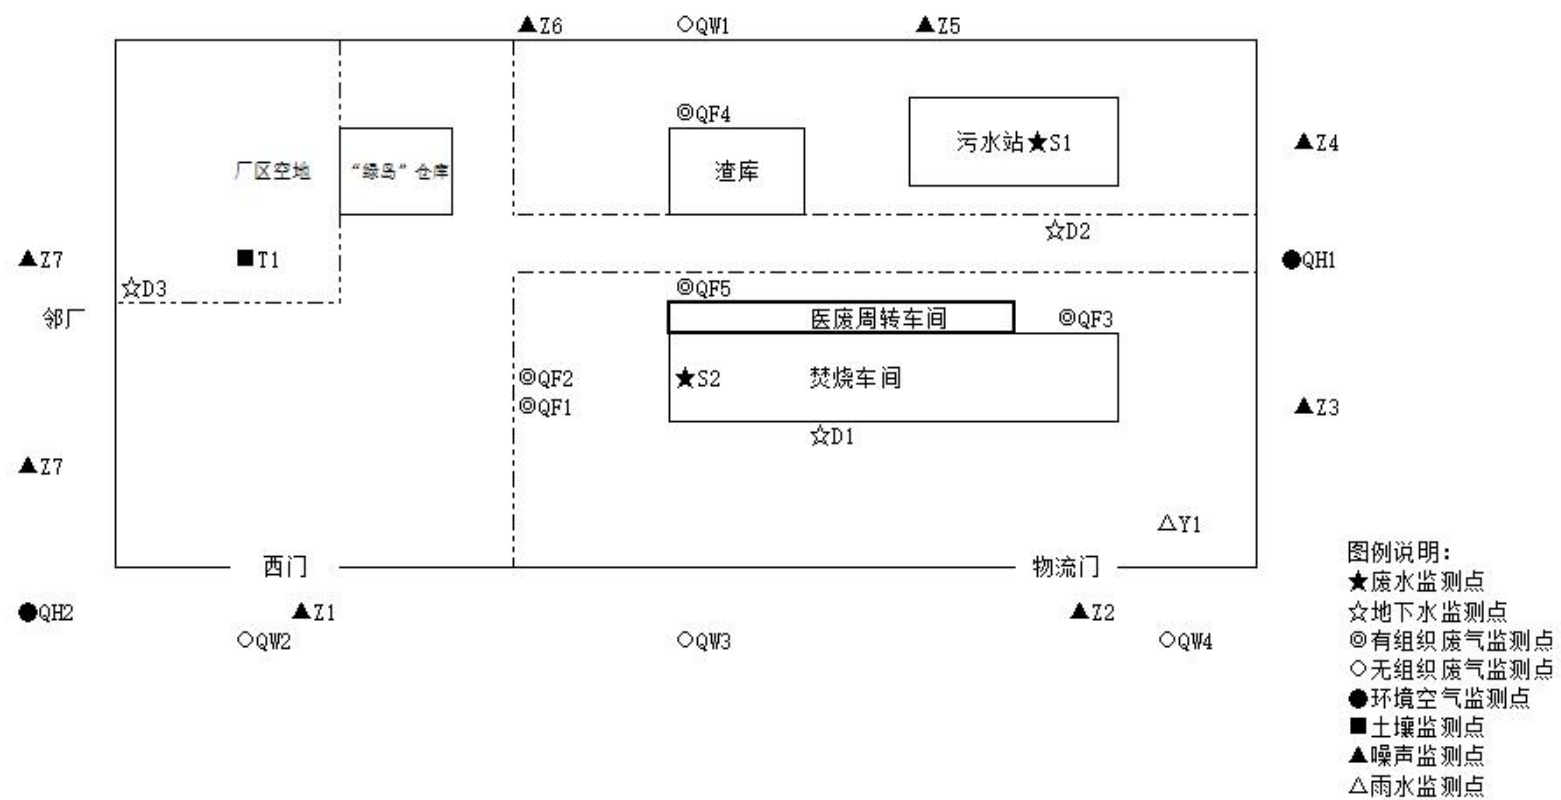 ▲Z6 ○QW1 ▲Z5
◎QF4
污水站★S1 ▲Z4
厂区空地 “绿岛”仓库 渣库
☆D2
▲Z7 ■T1 ●QH1
☆D3 ◎QF5
邻厂 医废周转车间 ◎QF3
◎QF2 ★S2 焚烧车间
◎QF1 ▲Z3
☆D1
▲Z7
△Y1
西门 物流门
●QH2 ▲Z1 ▲Z2
○QW2 ○QW3 ○QW4
图例说明：
★废水监测点
☆地下水监测点
◎有组织废气监测点
○无组织废气监测点
●环境空气监测点
■土壤监测点
▲噪声监测点
△雨水监测点